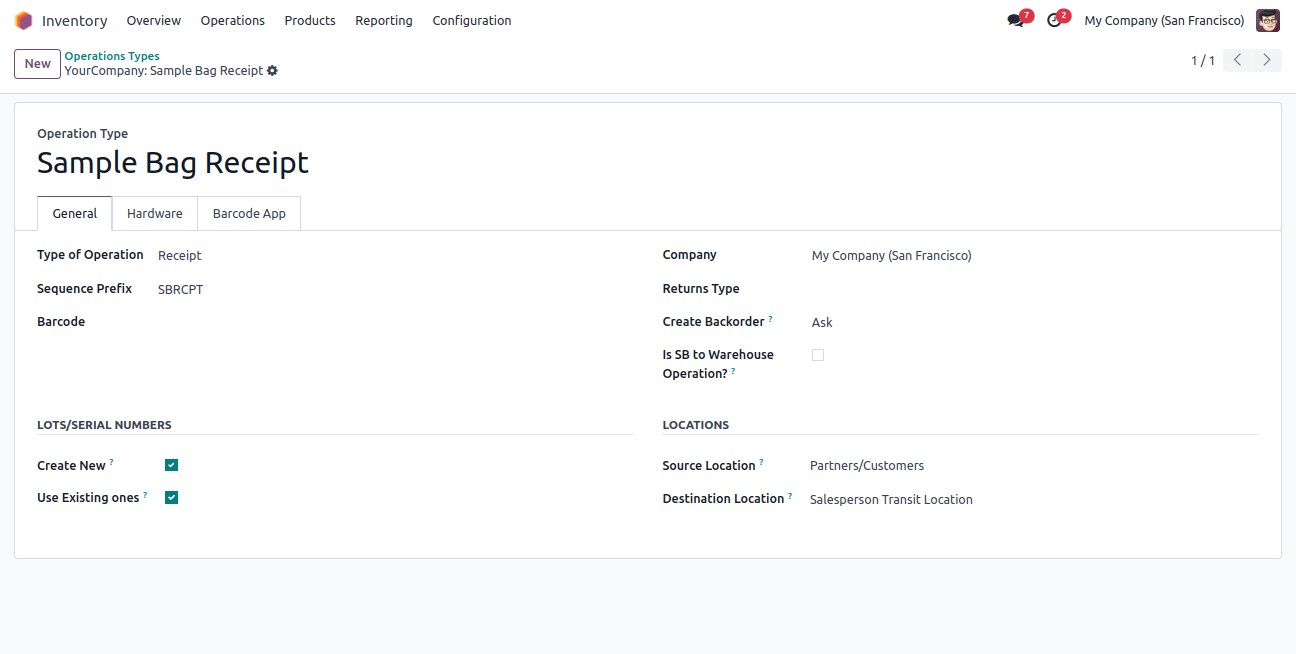 Inventory Overview Operations Products Reporting Configuration 7 2 My Company (San Francisco)
New Operations Types
YourCompany: Sample Bag Receipt
1 / 1
Operation Type
Sample Bag Receipt
General Hardware Barcode App
Type of Operation Receipt
Sequence Prefix SBRCPT
Barcode
Company My Company (San Francisco)
Returns Type
Create Backorder ? Ask
Is SB to Warehouse
Operation? ?
LOTS/SERIAL NUMBERS
Create New ?
Use Existing ones ?
LOCATIONS
Source Location ? Partners/Customers
Destination Location ? Salesperson Transit Location